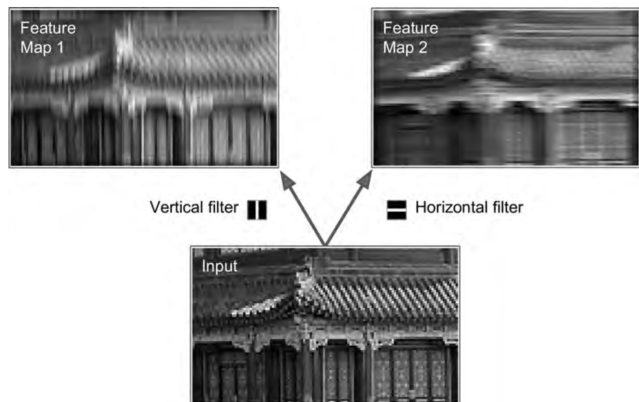 Feature
Map 1
Feature
Map 2
Vertical filter
Horizontal filter
Input